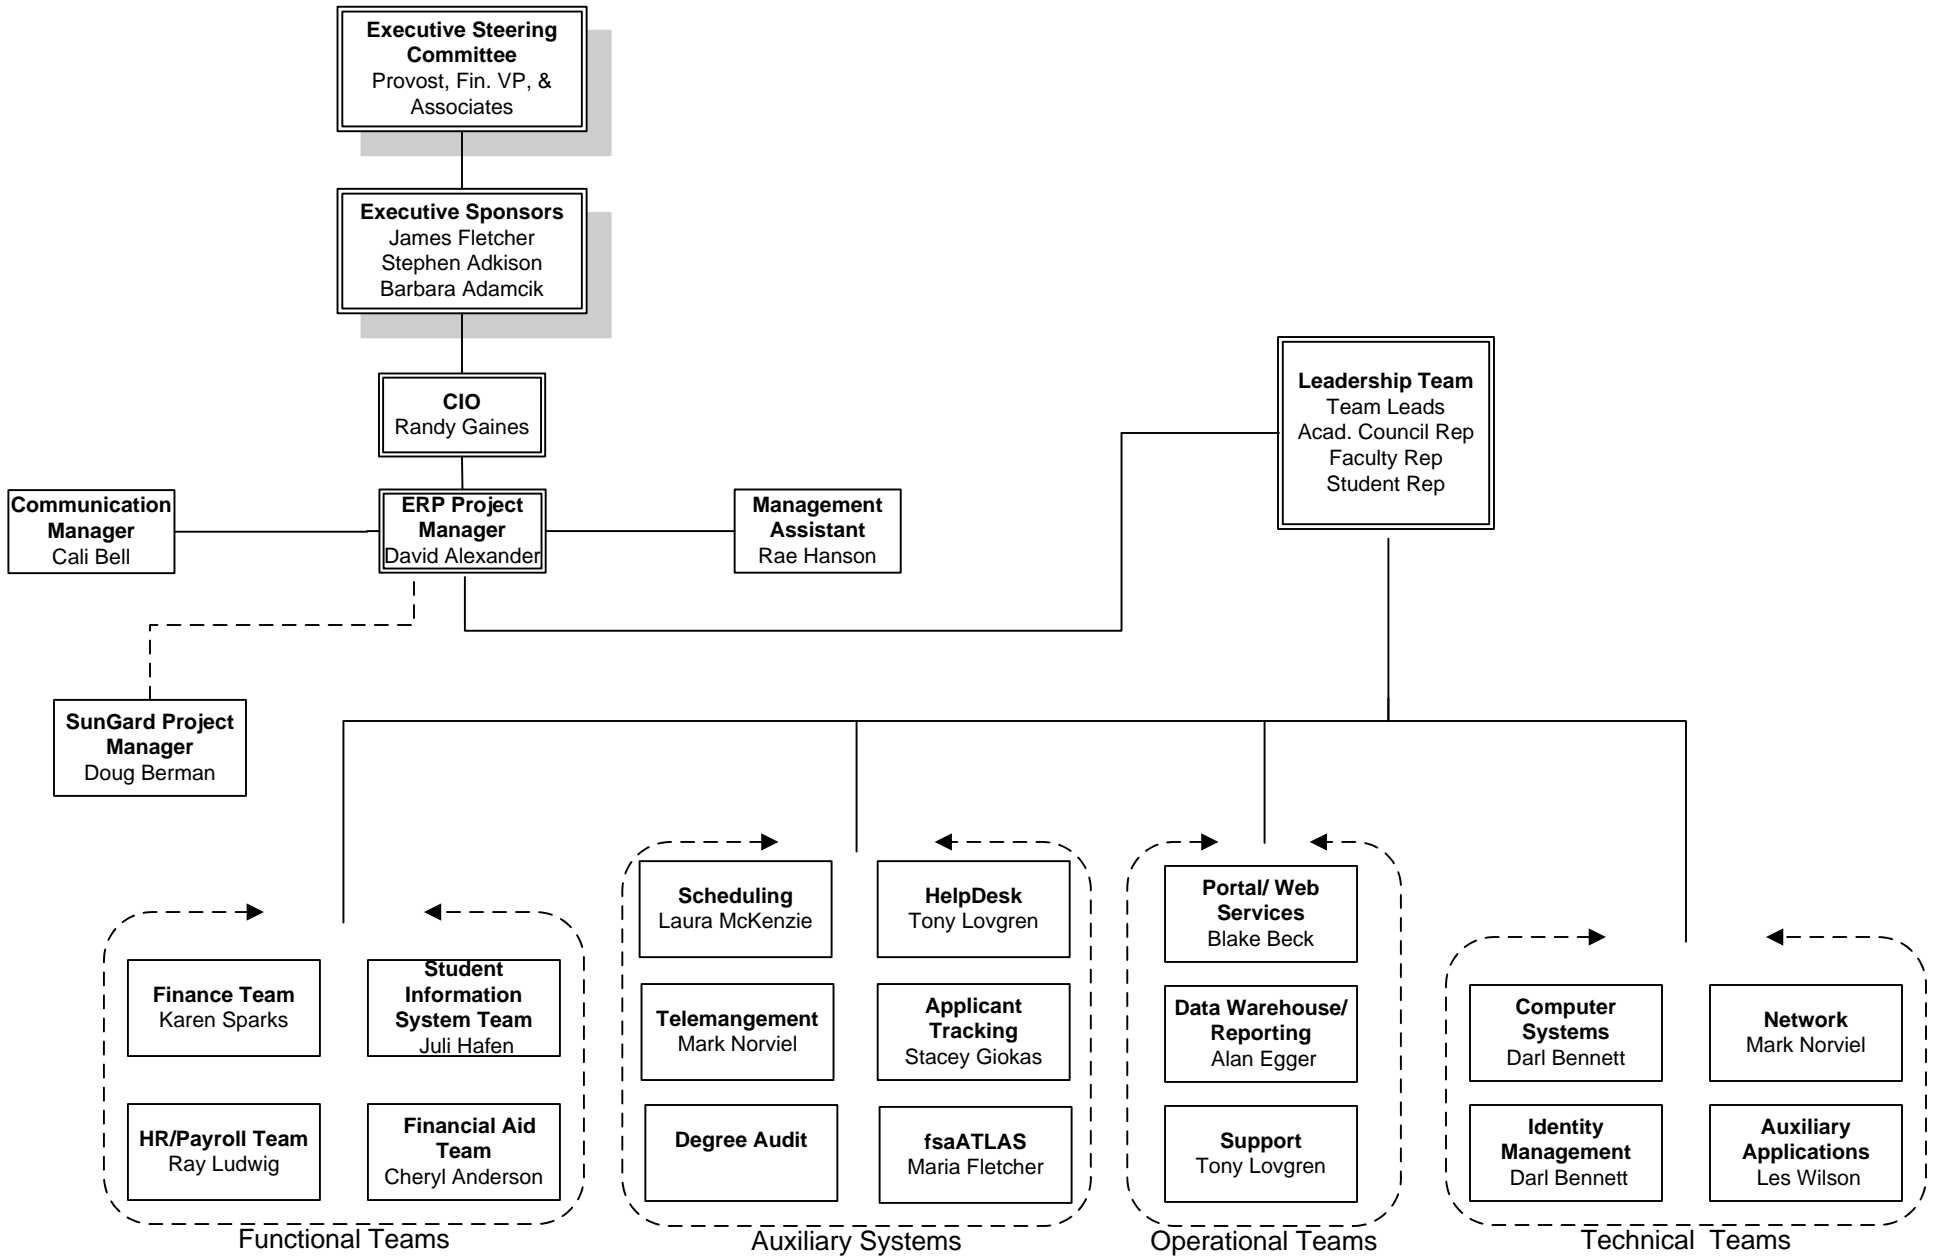 Executive Steering
Committee
Provost, Fin. VP, &
Associates
Executive Sponsors
James Fletcher
Stephen Adkison
Barbara Adamcik
CIO
Randy Gaines
Leadership Team
Team Leads
Acad. Council Rep
Faculty Rep
Student Rep
Communication
Manager
Cali Bell
ERP Project
Manager
David Alexander
Management
Assistant
Rae Hanson
SunGard Project
Manager
Doug Berman
Finance Team
Karen Sparks
Student
Information
System Team
Juli Hafen
HR/Payroll Team
Ray Ludwig
Financial Aid
Team
Cheryl Anderson
Functional Teams
Scheduling
Laura McKenzie
HelpDesk
Tony Lovgren
Telemangement
Mark Norviel
Applicant
Tracking
Stacey Giokas
Degree Audit
fsaATLAS
Maria Fletcher
Auxiliary Systems
Portal/ Web
Services
Blake Beck
Data Warehouse/
Reporting
Alan Egger
Support
Tony Lovgren
Operational Teams
Computer
Systems
Darl Bennett
Network
Mark Norviel
Identity
Management
Darl Bennett
Auxiliary
Applications
Les Wilson
Technical Teams